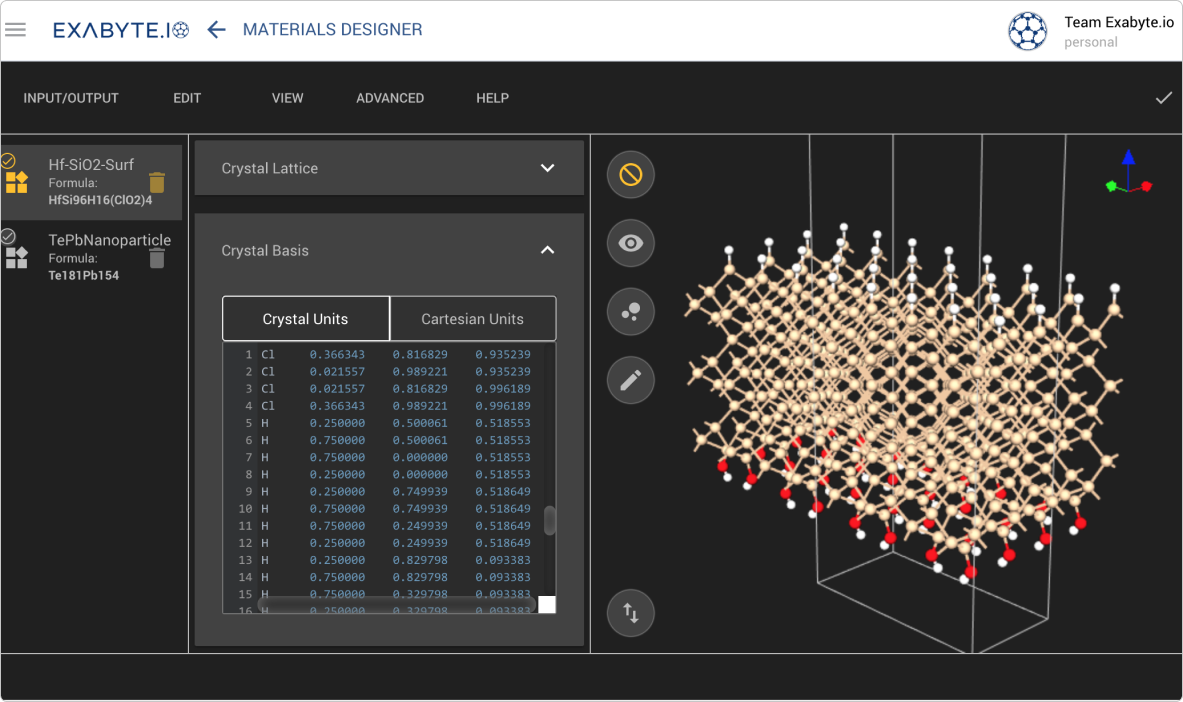 EXABYTE.IO
MATERIALS DESIGNER
Team Exabyte.io
personal
INPUT/OUTPUT EDIT VIEW ADVANCED HELP
Hf-SiO2-Surf
Formula:
HfSi96H16(ClO2)4
TePbNanoparticle
Formula:
Te181Pb154
Crystal Lattice
Crystal Basis
Crystal Units Cartesian Units
1 Cl 0.366343 0.816829 0.935239
2 Cl 0.021557 0.989221 0.935239
3 Cl 0.021557 0.816829 0.996189
4 Cl 0.366343 0.989221 0.996189
5 H 0.250000 0.500061 0.518553
6 H 0.750000 0.500061 0.518553
7 H 0.750000 0.000000 0.518553
8 H 0.250000 0.000000 0.518553
9 H 0.250000 0.749939 0.518649
10 H 0.750000 0.749939 0.518649
11 H 0.750000 0.249939 0.518649
12 H 0.250000 0.249939 0.518649
13 H 0.250000 0.829798 0.093383
14 H 0.750000 0.829798 0.093383
15 H 0.750000 0.329798 0.093383
16 H 0.250000 0.329798 0.093383